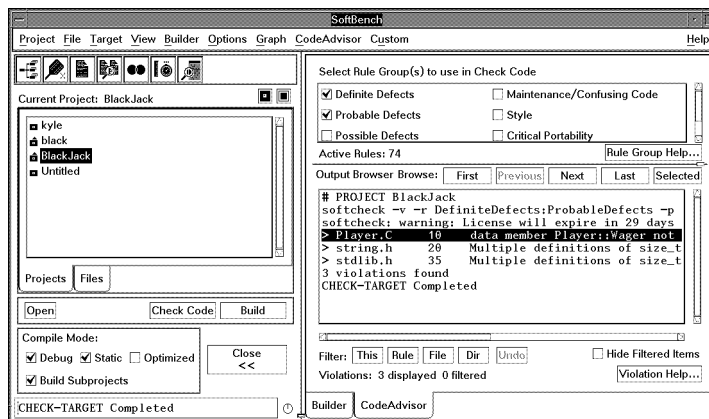 SoftBench
Project File Target View Builder Options Graph CodeAdvisor Custom Help
Current Project: BlackJack
kyle
black
BlackJack
Untitled
Projects Files
Open Check Code Build
Compile Mode:
Debug Static Optimized
Build Subprojects
Close
<<
CHECK-TARGET Completed
Select Rule Group(s) to use in Check Code
Definite Defects Maintenance/Confusing Code
Probable Defects Style
Possible Defects Critical Portability
Active Rules: 74 Rule Group Help...
Output Browser Browse: First Previous Next Last Selected
# PROJECT BlackJack
softcheck -v -r DefiniteDefects:ProbableDefects -p
softcheck: warning: License will expire in 29 days
> Player.C 10 data member Player::Wager not
> string.h 20 Multiple definitions of size_t
> stdlib.h 35 Multiple definitions of size_t
3 violations found
CHECK-TARGET Completed
Filter: This Rule File Dir Undo Hide Filtered Items
Violations: 3 displayed 0 filtered Violation Help...
Builder CodeAdvisor